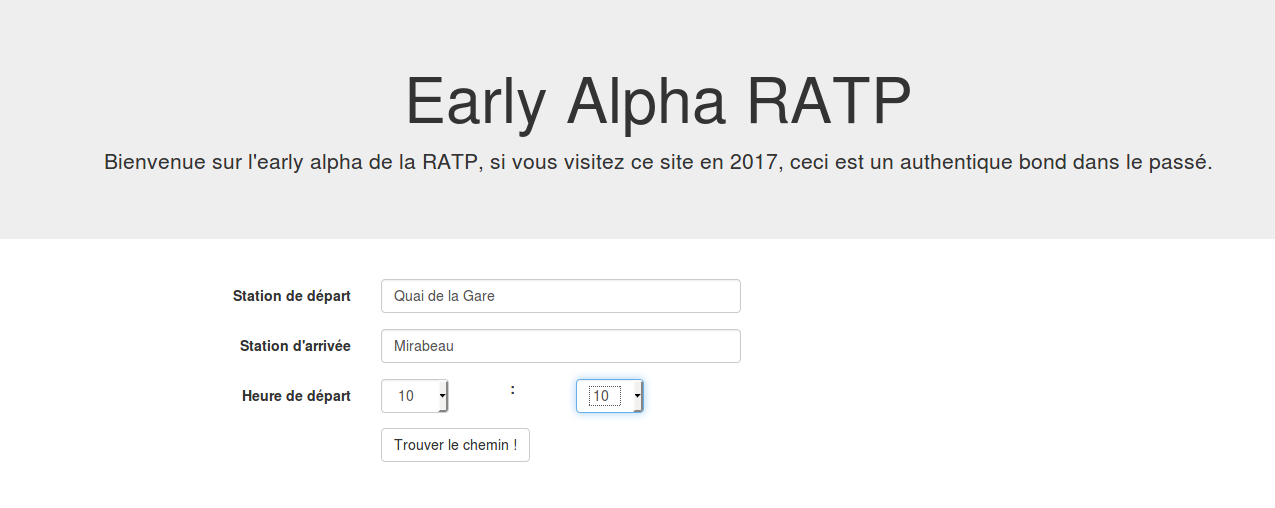 Early Alpha RATP
Bienvenue sur l'early alpha de la RATP, si vous visitez ce site en 2017, ceci est un authentique bond dans le passé.
Station de départ Quai de la Gare
Station d'arrivée Mirabeau
Heure de départ 10 : 10
Trouver le chemin !